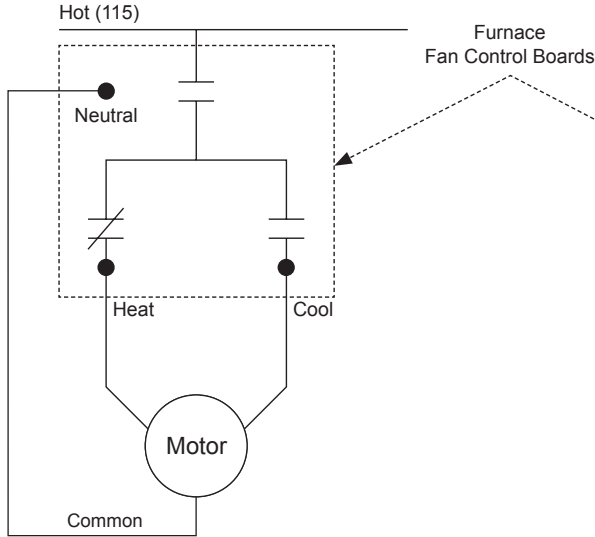 Hot (115)
Furnace
Fan Control Boards
Neutral
Heat
Cool
Motor
Common